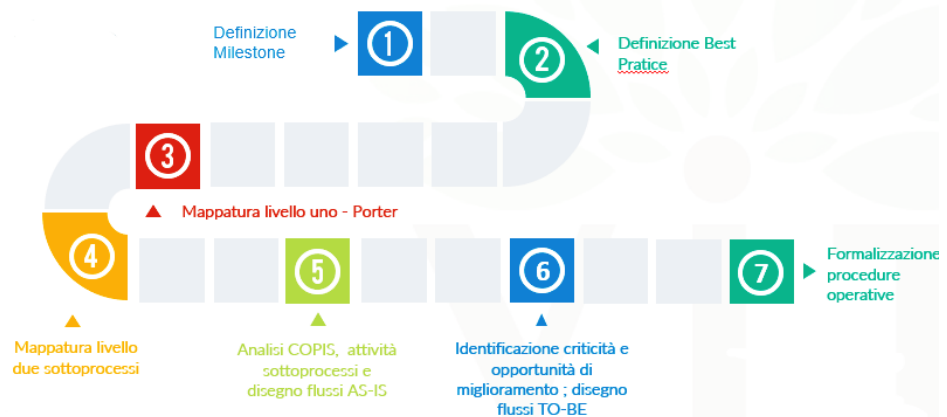 Definizione
Milestone
1
2
Definizione Best
Pratice
3
Mappatura livello uno - Porter
4
Mappatura livello
due sottoprocessi
5
Analisi COPIS, attività
sottoprocessi e
disegno flussi AS-IS
6
Identificazione criticità e
opportunità di
miglioramento ; disegno
flussi TO-BE
7
Formalizzazione
procedure
operative